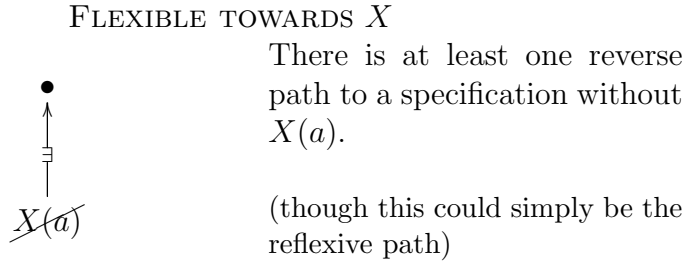 FLEXIBLE TOWARDS X
There is at least one reverse
path to a specification without
X(a).
∃
X(a)
(though this could simply be the
reflexive path)